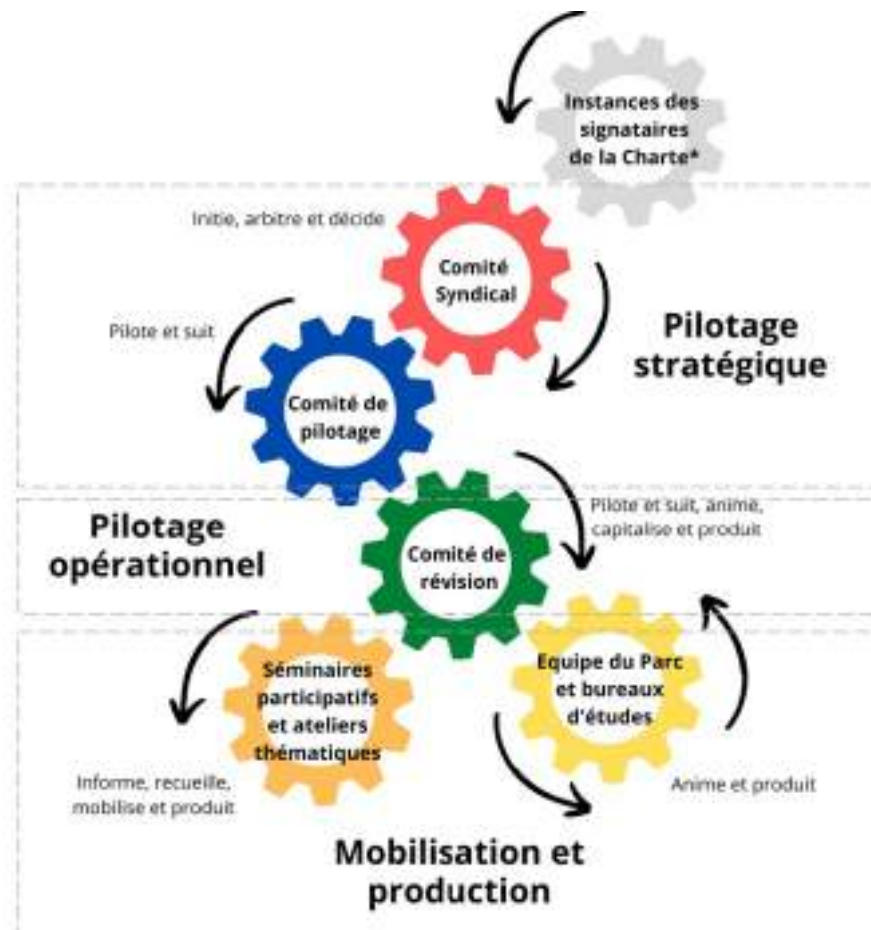 Instances des
signataires
de la Charte*
Initie, arbitre et décide
Comité
Syndical
Pilotage
stratégique
Pilote et suit
Comité de
pilotage
Pilotage
opérationnel
Pilote et suit, anime,
capitalise et produit
Comité de
révision
Séminaires
participatifs
et ateliers
thématiques
Equipe du Parc
et bureaux
d'études
Informe, recueille,
mobilise et produit
Anime et produit
Mobilisation et
production